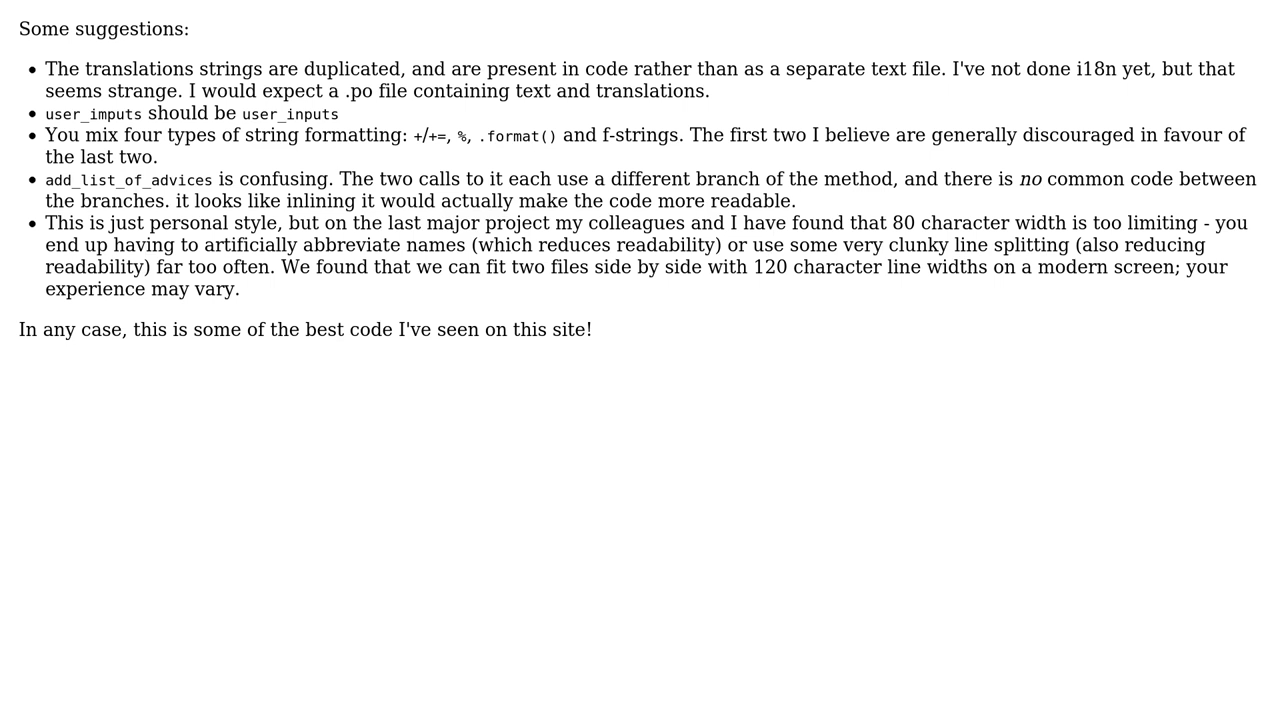 Some suggestions:
• The translations strings are duplicated, and are present in code rather than as a separate text file. I've not done i18n yet, but that
seems strange. I would expect a .po file containing text and translations.
• user_imputs should be user_inputs
• You mix four types of string formatting: +/+=, %, .format() and f-strings. The first two I believe are generally discouraged in favour of
the last two.
• add_list_of_advices is confusing. The two calls to it each use a different branch of the method, and there is no common code between
the branches. it looks like inlining it would actually make the code more readable.
• This is just personal style, but on the last major project my colleagues and I have found that 80 character width is too limiting - you
end up having to artificially abbreviate names (which reduces readability) or use some very clunky line splitting (also reducing
readability) far too often. We found that we can fit two files side by side with 120 character line widths on a modern screen; your
experience may vary.
In any case, this is some of the best code I've seen on this site!